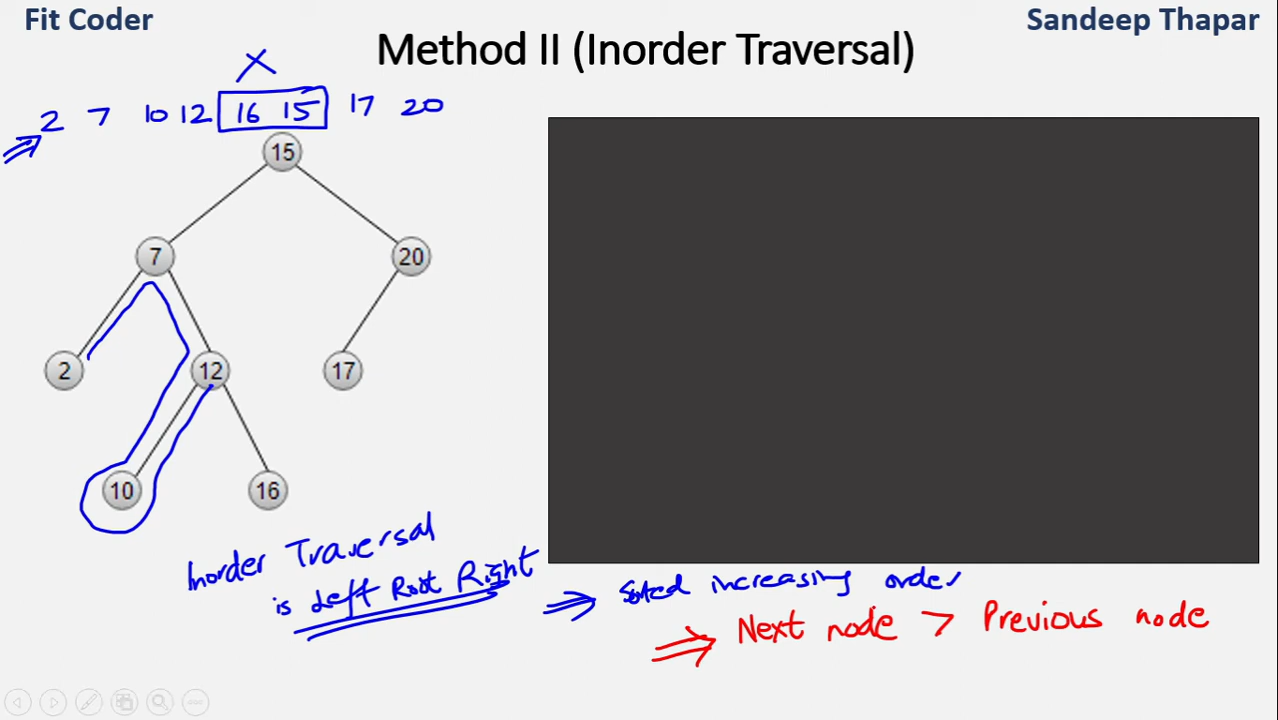 Fit Coder
Sandeep Thapar
Method II (Inorder Traversal)
X
2 7 10 12 16 15 17 20
15
7 20
2 12 17
10 16
Inorder Traversal
is Left Root Right
Sorted increasing order
Next node > Previous node